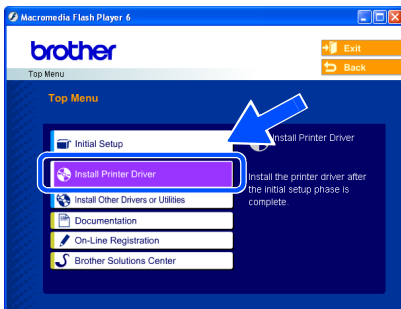 Macromedia Flash Player 6
brother
Exit
Back
Top Menu
Top Menu
Initial Setup
Install Printer Driver
Install Printer Driver
Install Other Drivers or Utilities
Documentation
On-Line Registration
Brother Solutions Center
Install the printer driver after
the initial setup phase is
complete.